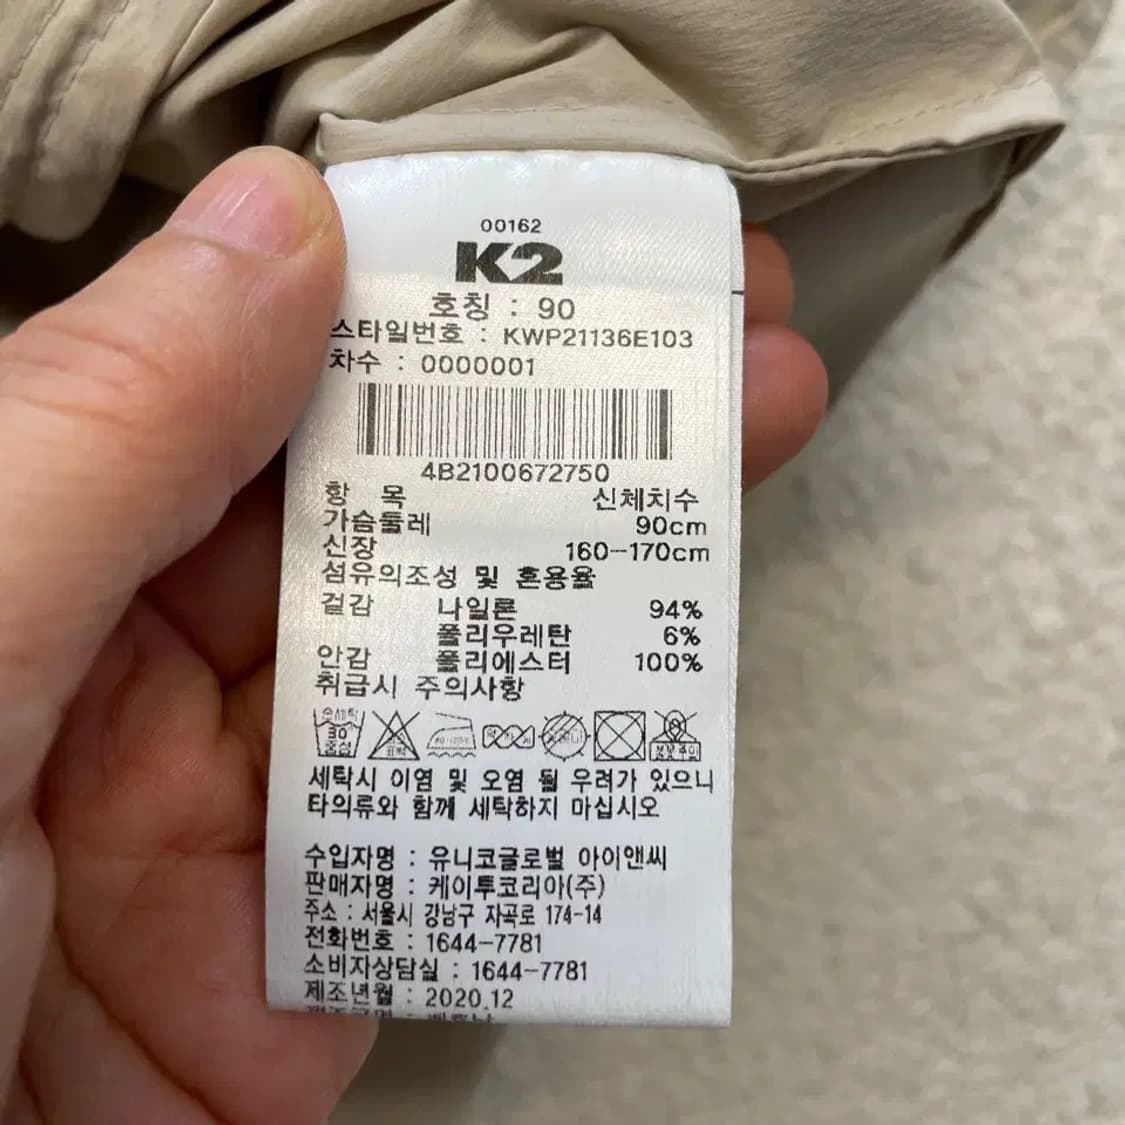 00162
K2
호칭 : 90
스타일번호 : KWP21136E103
차수 : 0000001
4B2100672750
항 목 신체치수
가슴둘레 90cm
신장 160-170cm
섬유의조성 및 혼용율
겉감 나일론 94%
폴리우레탄 6%
안감 폴리에스터 100%
취급시 주의사항
손세탁
30°
중성
표백
세탁시 이염 및 오염 될 우려가 있으니
타의류와 함께 세탁하지 마십시오
수입자명 : 유니코글로벌 아이앤씨
판매자명 : 케이투코리아(주)
주소 : 서울시 강남구 자곡로 174-14
전화번호 : 1644-7781
소비자상담실 : 1644-7781
제조년월 : 2020.12